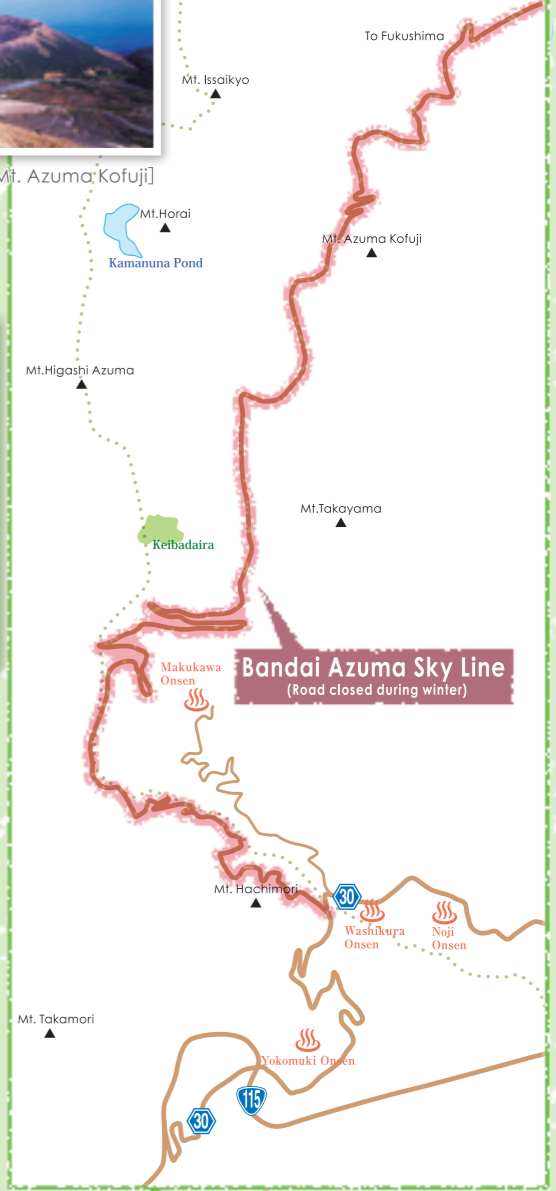 To Fukushima
Mt. Issaikyo
Mt. Azuma Kofuji]
Mt.Horai
Kamanuna Pond
Mt. Azuma Kofuji
Mt.Higashi Azuma
Mt.Takayama
Keibadaira
Makukawa
Onsen
Bandai Azuma Sky Line
(Road closed during winter)
Mt. Hachimori
30
Washikura
Onsen
Noji
Onsen
Mt. Takamori
Yokomuki Onsen
115
30